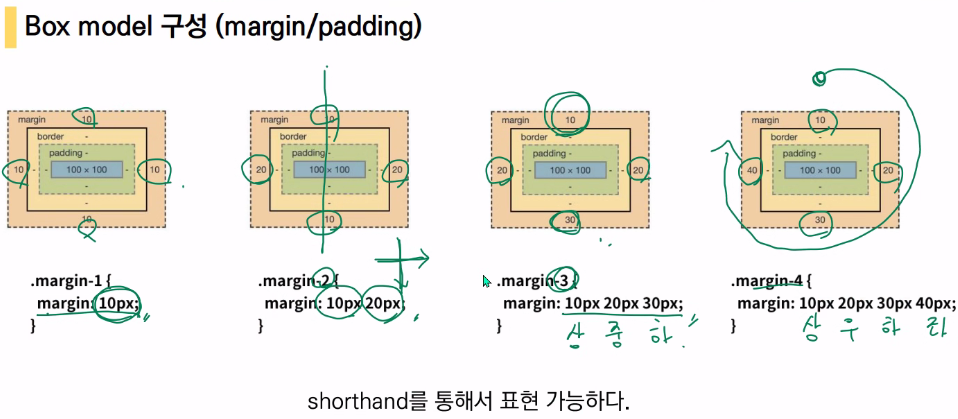 Box model 구성 (margin/padding)
margin 10
border -
padding -
10 - - 100 × 100 - - 10
-
-
10
margin 10
border -
padding -
20 - - 100 × 100 - - 20
-
-
10
margin 10
border -
padding -
20 - - 100 × 100 - - 20
-
-
30
margin 10
border -
padding -
40 - - 100 × 100 - - 20
-
-
30
.margin-1 {
margin: 10px;
}
.margin-2 {
margin: 10px 20px;
}
.margin-3 {
margin: 10px 20px 30px;
}
상 중 하
.margin-4 {
margin: 10px 20px 30px 40px;
}
상 우 하 좌
shorthand를 통해서 표현 가능하다.